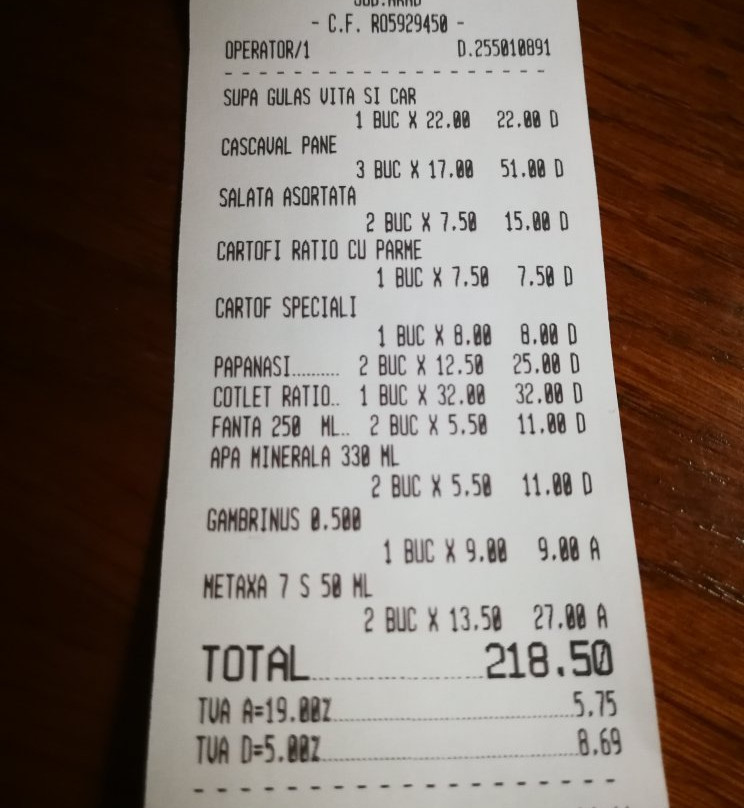 JUD.ARAD
- C.F. RO5929450 -
OPERATOR/1 D.255010891
- - - - - - - - - - - - - - - - - - - -
SUPA GULAS VITA SI CAR
1 BUC X 22.00 22.00 D
CASCAVAL PANE
3 BUC X 17.00 51.00 D
SALATA ASORTATA
2 BUC X 7.50 15.00 D
CARTOFI RATIO CU PARME
1 BUC X 7.50 7.50 D
CARTOF SPECIALI
1 BUC X 8.00 8.00 D
PAPANASI......... 2 BUC X 12.50 25.00 D
COTLET RATIO.. 1 BUC X 32.00 32.00 D
FANTA 250 ML.. 2 BUC X 5.50 11.00 D
APA MINERALA 330 ML
2 BUC X 5.50 11.00 D
GAMBRINUS 0.500
1 BUC X 9.00 9.00 A
METAXA 7 S 50 ML
2 BUC X 13.50 27.00 A
TOTAL.....................218.50
TVA A=19.00%..............................5.75
TVA D=5.00%................................8.69
- - - - - - - - - - - - - - - - - - - -